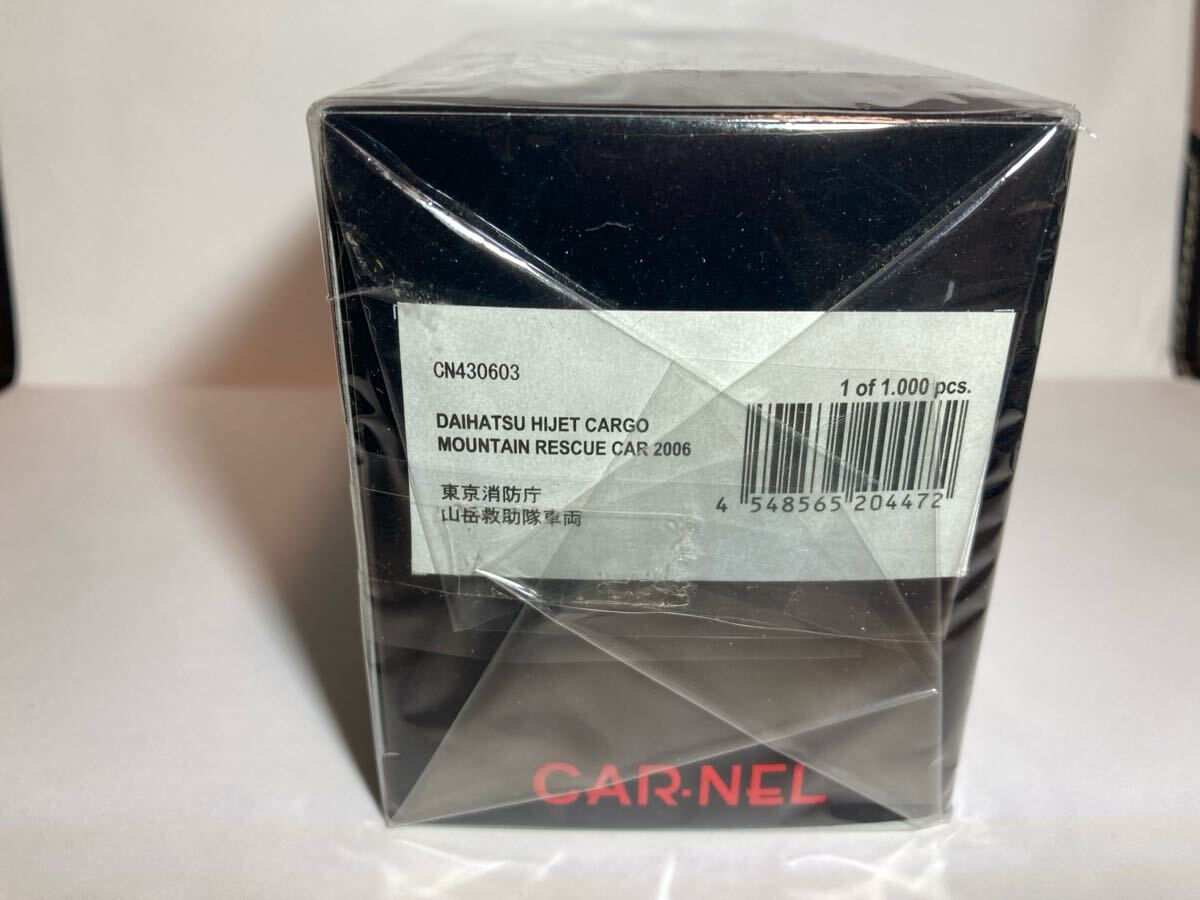 CN430603
1 of 1.000 pcs.
DAIHATSU HIJET CARGO
MOUNTAIN RESCUE CAR 2006
東京消防庁
山岳救助隊車両
4 548565 204472
CAR·NEL